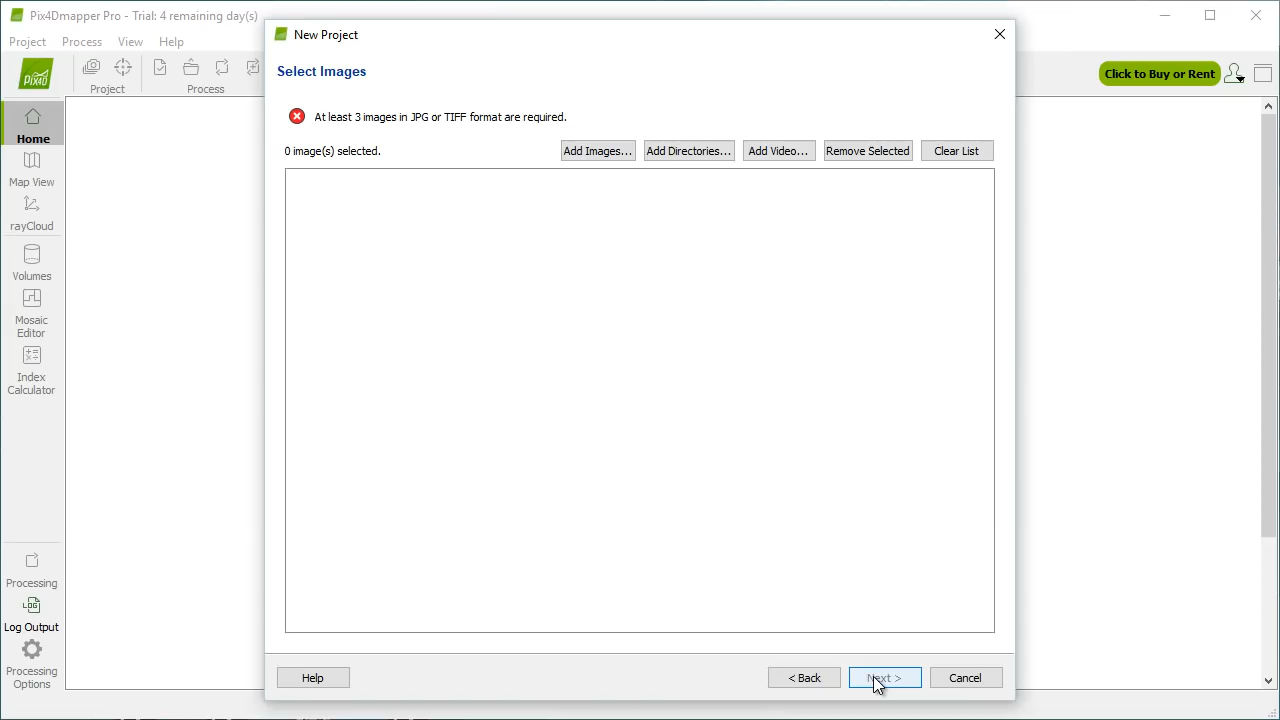 Pix4Dmapper Pro - Trial: 4 remaining day(s)
Project Process View Help
PIX4D
Project
Process
Click to Buy or Rent
Home
Map View
rayCloud
Volumes
Mosaic
Editor
Index
Calculator
Processing
LOG
Log Output
Processing
Options
New Project
Select Images
At least 3 images in JPG or TIFF format are required.
0 image(s) selected.
Add Images... Add Directories... Add Video... Remove Selected Clear List
Help < Back Next > Cancel